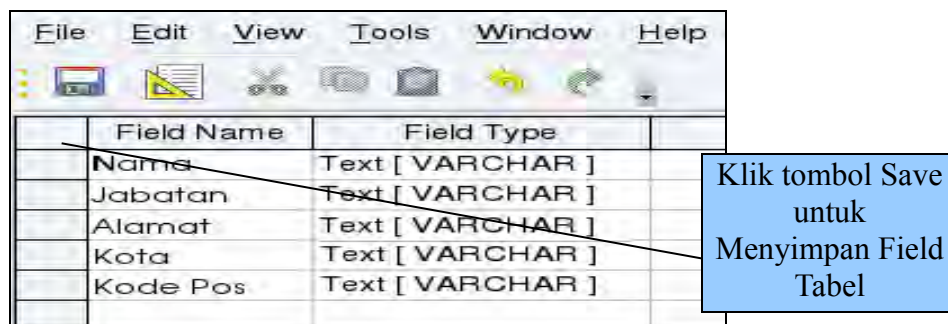 File Edit View Tools Window Help
Field Name Field Type
Nama Text [ VARCHAR ]
Jabatan Text [ VARCHAR ]
Alamat Text [ VARCHAR ]
Kota Text [ VARCHAR ]
Kode Pos Text [ VARCHAR ]
Klik tombol Save
untuk
Menyimpan Field
Tabel